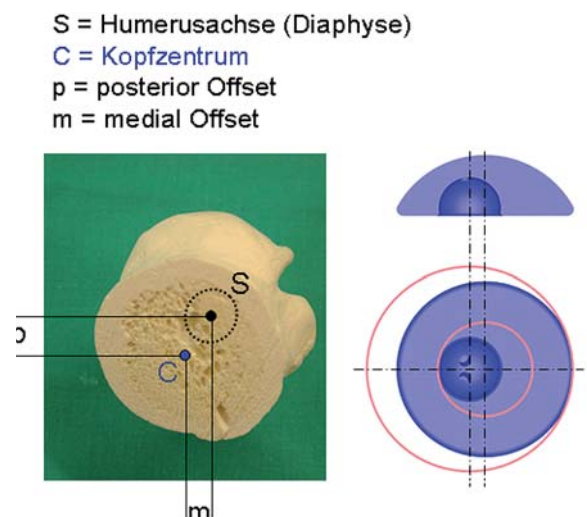 S = Humerusachse (Diaphyse)
C = Kopfzentrum
p = posterior Offset
m = medial Offset
S
p
C
m